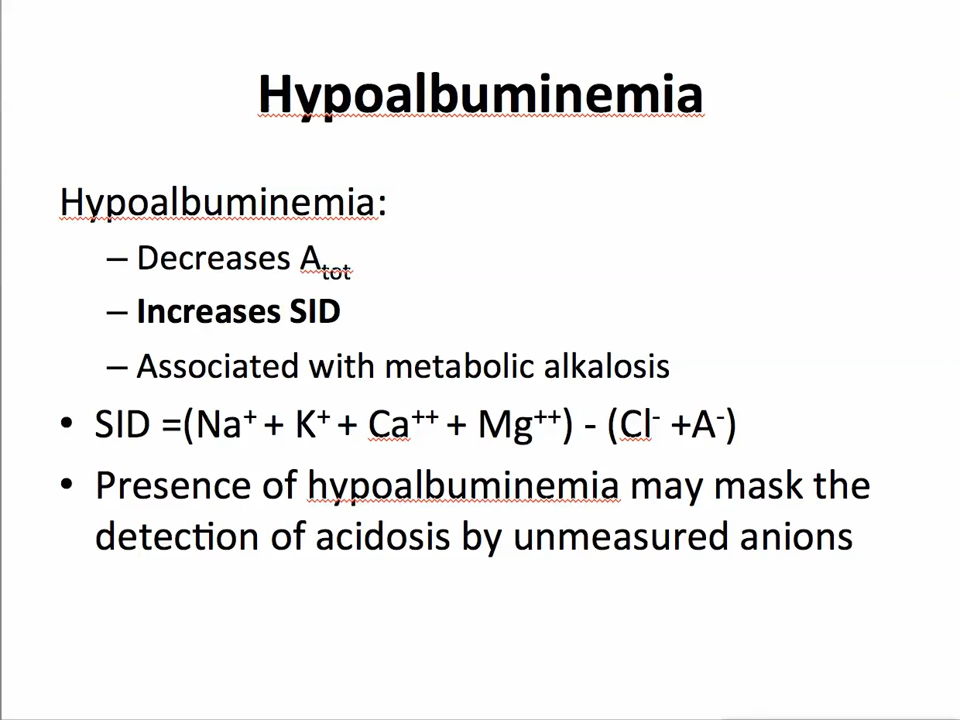 Hypoalbuminemia
Hypoalbuminemia:
– Decreases Atot
– Increases SID
– Associated with metabolic alkalosis
• SID =(Na⁺ + K⁺ + Ca⁺⁺ + Mg⁺⁺) - (Cl⁻ +A⁻)
• Presence of hypoalbuminemia may mask the
detection of acidosis by unmeasured anions